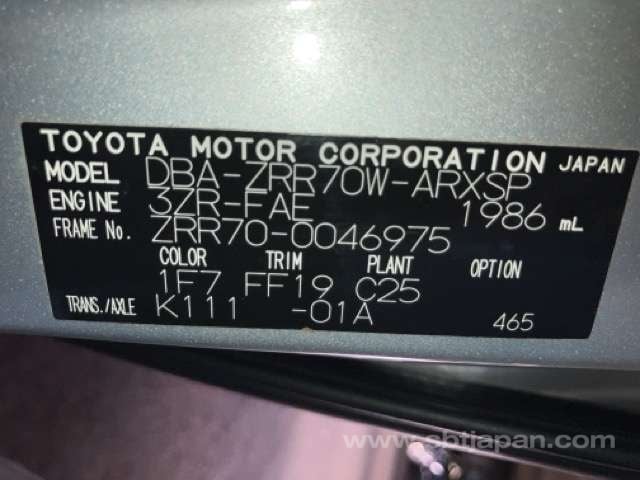 TOYOTA MOTOR CORPORATION JAPAN
MODEL DBA-ZRR70W-ARXSP
ENGINE 3ZR-FAE 1986 mL
FRAME No. ZRR70-0046975
COLOR TRIM PLANT OPTION
1F7 FF19 C25
TRANS./AXLE K111 -01A 465
www.sbtjapan.com